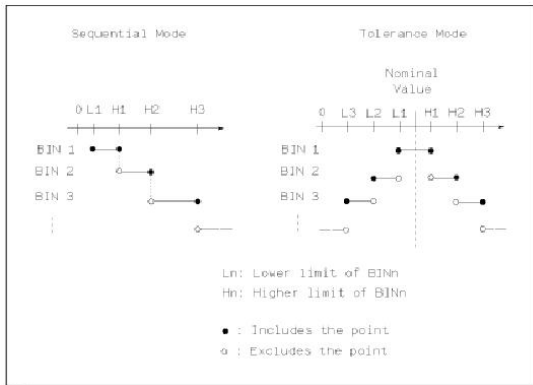 Sequential Mode
Tolerance Mode
Nominal
Value
0 L1 H1 H2 H3
0 L3 L2 L1 H1 H2 H3
BIN 1
BIN 2
BIN 3
BIN 1
BIN 2
BIN 3
Ln: Lower limit of BINn
Hn: Higher limit of BINn
: Includes the point
: Excludes the point